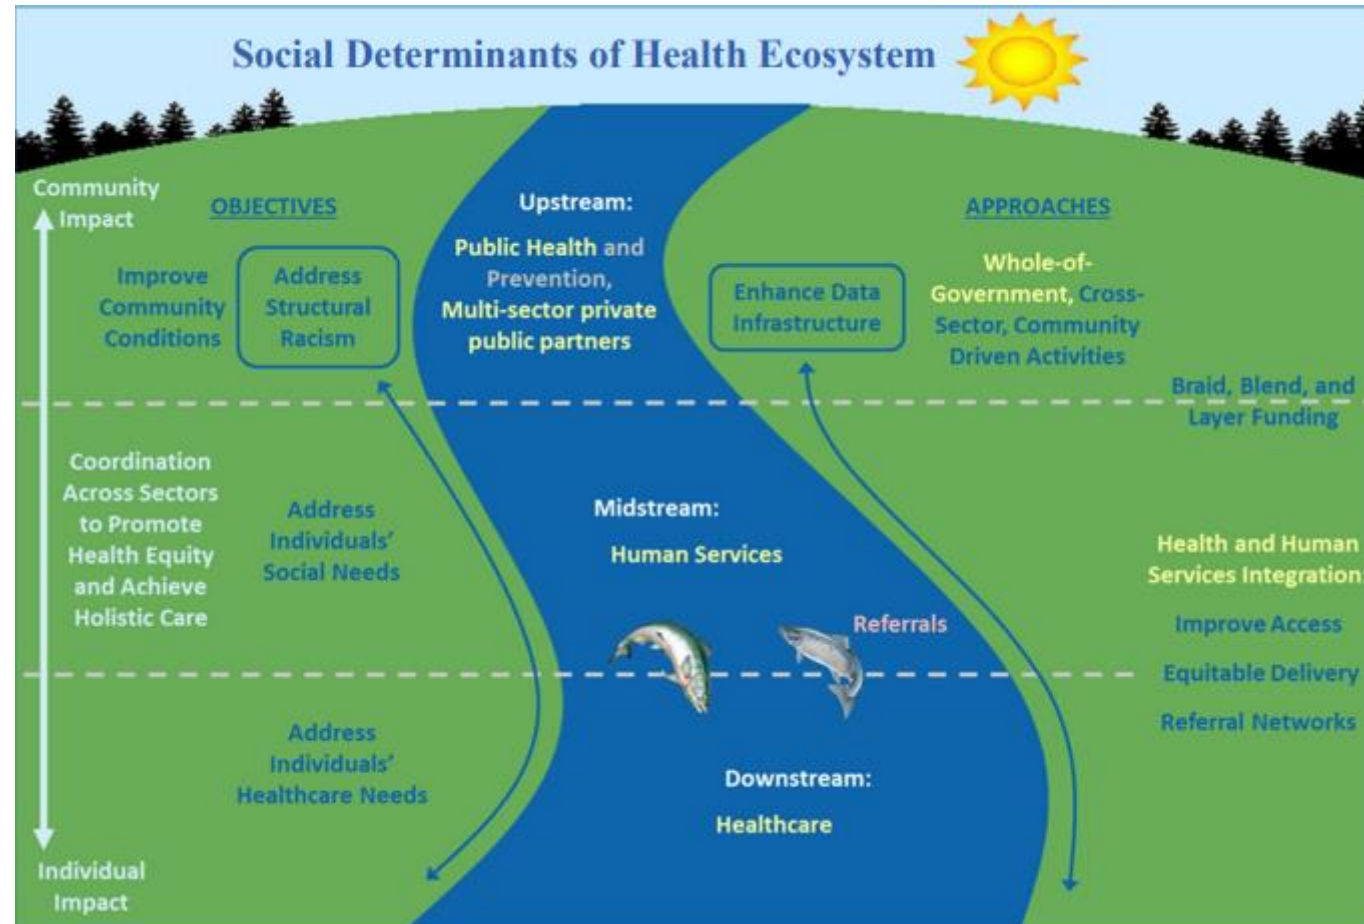 Social Determinants of Health Ecosystem
Community
Impact
OBJECTIVES
Improve
Community
Conditions
Address
Structural
Racism
Upstream:
Public Health and
Prevention,
Multi-sector private
public partners
APPROACHES
Enhance Data
Infrastructure
Whole-of-
Government, Cross-
Sector, Community
Driven Activities
Braid, Blend, and
Layer Funding
Coordination
Across Sectors
to Promote
Health Equity
and Achieve
Holistic Care
Address
Individuals'
Social Needs
Midstream:
Human Services
Referrals
Health and Human
Services Integration:
Improve Access
Equitable Delivery
Referral Networks
Address
Individuals'
Healthcare Needs
Downstream:
Healthcare
Individual
Impact